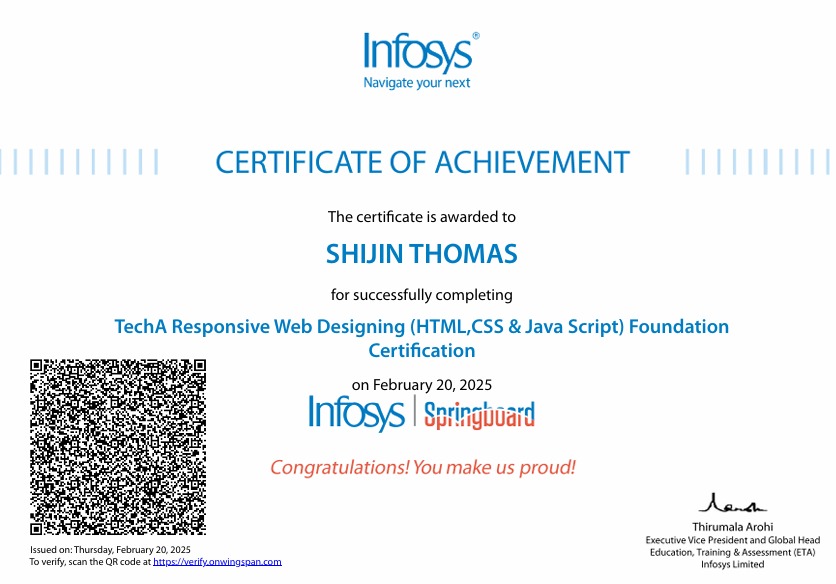 Infosys®
Navigate your next
CERTIFICATE OF ACHIEVEMENT
The certificate is awarded to
SHIJIN THOMAS
for successfully completing
TechA Responsive Web Designing (HTML,CSS & Java Script) Foundation
Certification
on February 20, 2025
Infosys | Springboard
Congratulations! You make us proud!
Thirumala Arohi
Executive Vice President and Global Head
Education, Training & Assessment (ETA)
Infosys Limited
Issued on: Thursday, February 20, 2025
To verify, scan the QR code at https://verify.onwingspan.com